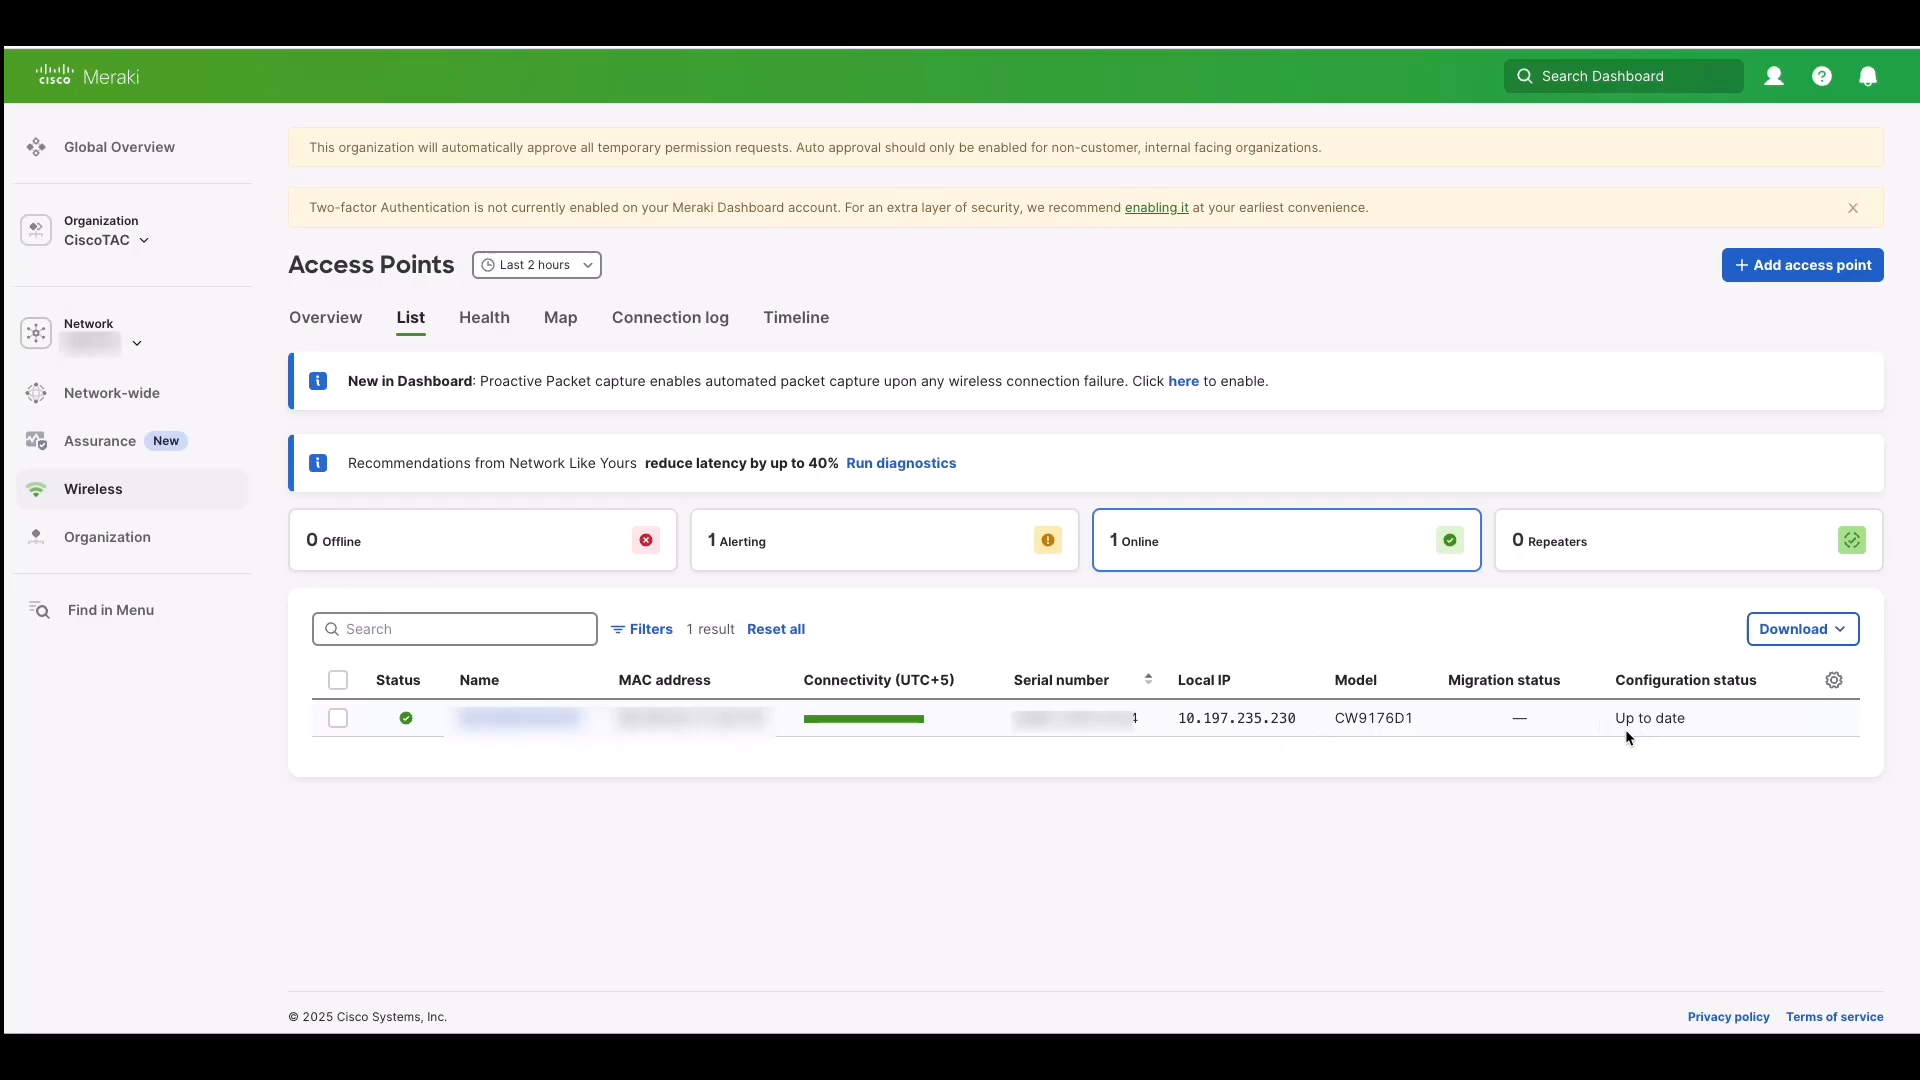 CISCO Meraki
Search Dashboard
Global Overview
Organization
CiscoTAC
Network
Network-wide
Assurance New
Wireless
Organization
Find in Menu
This organization will automatically approve all temporary permission requests. Auto approval should only be enabled for non-customer, internal facing organizations.
Two-factor Authentication is not currently enabled on your Meraki Dashboard account. For an extra layer of security, we recommend enabling it at your earliest convenience.
Access Points Last 2 hours + Add access point
Overview List Health Map Connection log Timeline
New in Dashboard: Proactive Packet capture enables automated packet capture upon any wireless connection failure. Click here to enable.
Recommendations from Network Like Yours reduce latency by up to 40% Run diagnostics
0 Offline 1 Alerting 1 Online 0 Repeaters
Search Filters 1 result Reset all Download
Status Name MAC address Connectivity (UTC+5) Serial number Local IP Model Migration status Configuration status
4 10.197.235.230 CW9176D1 — Up to date
© 2025 Cisco Systems, Inc. Privacy policy Terms of service